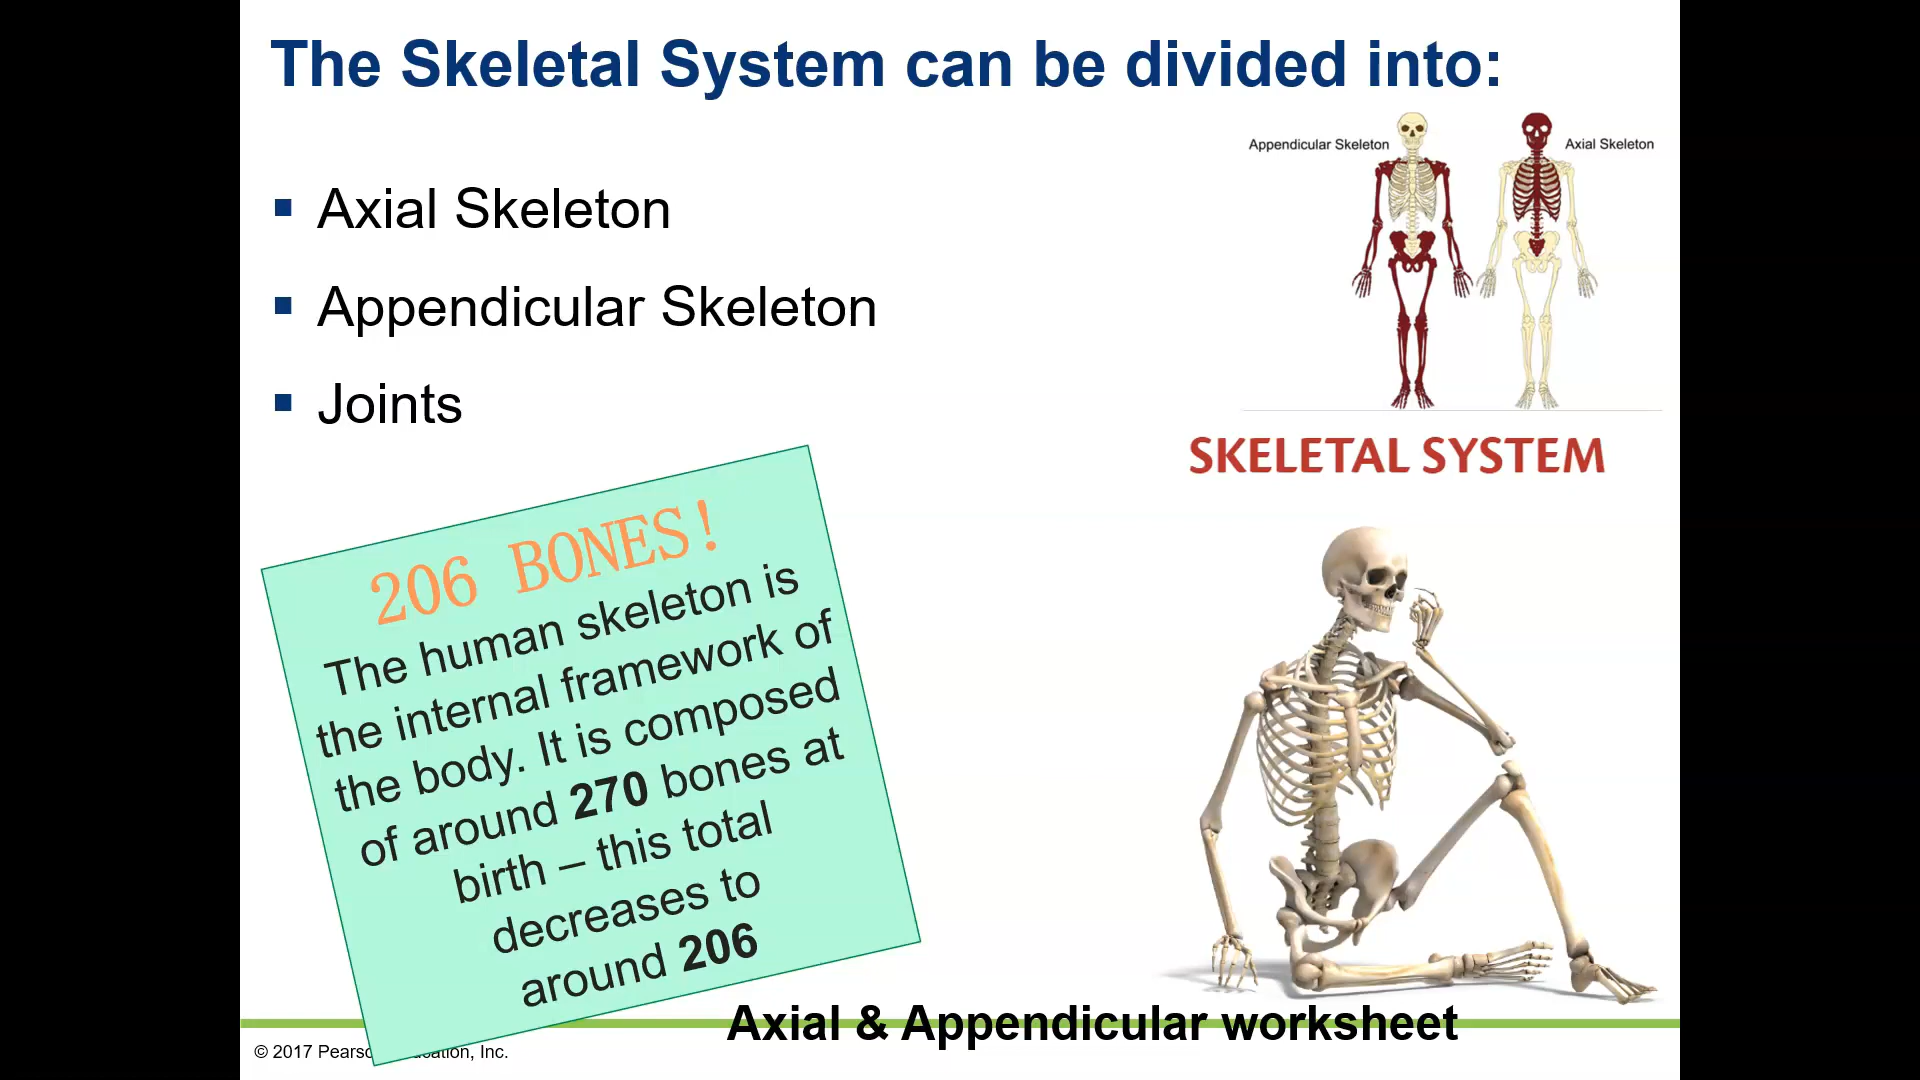 The Skeletal System can be divided into:
Appendicular Skeleton
Axial Skeleton
▪ Axial Skeleton
▪ Appendicular Skeleton
▪ Joints
SKELETAL SYSTEM
206 BONES!
The human skeleton is
the internal framework of
the body. It is composed
of around 270 bones at
birth – this total
decreases to
around 206
Axial & Appendicular worksheet
© 2017 Inc.